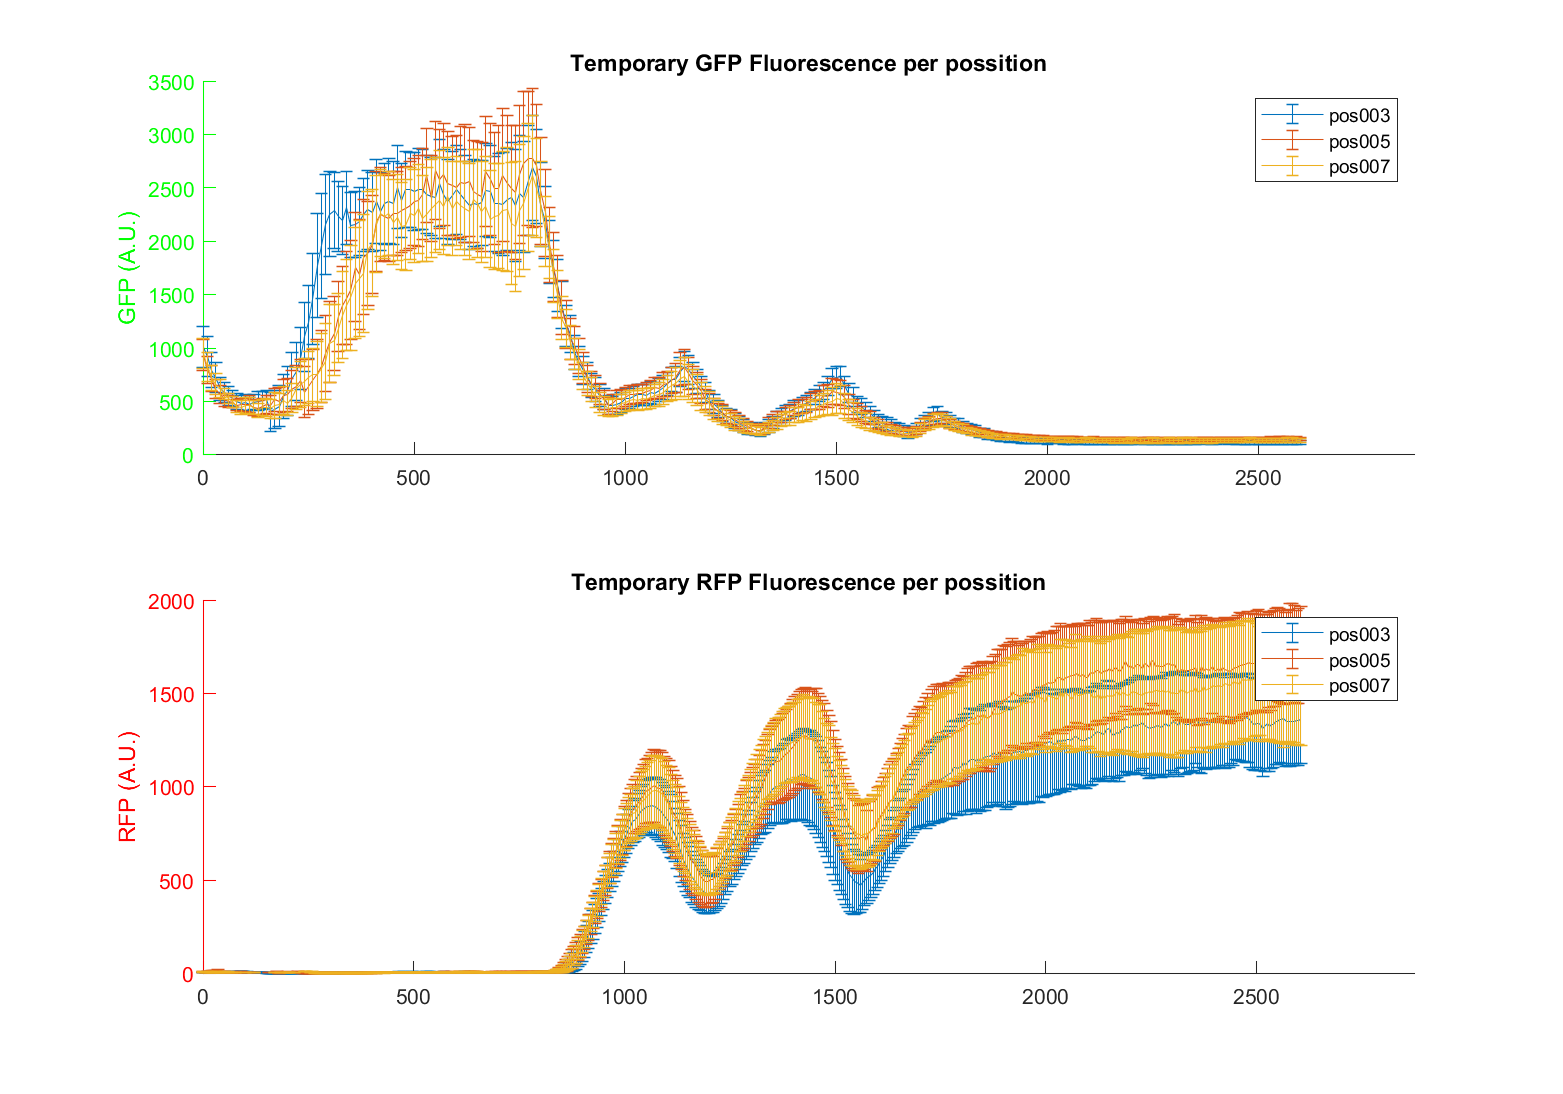 Temporary GFP Fluorescence per possition
3500
3000
2500
2000
1500
1000
500
0
GFP (A.U.)
0 500 1000 1500 2000 2500
pos003
pos005
pos007
Temporary RFP Fluorescence per possition
2000
1500
1000
500
0
RFP (A.U.)
0 500 1000 1500 2000 2500
pos003
pos005
pos007